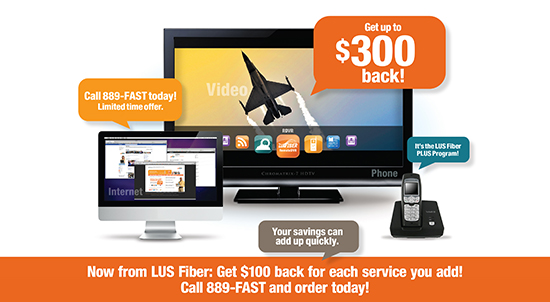 Get up to
$300
back!
Call 889-FAST today!
Limited time offer.
Video
It's the LUS Fiber
PLUS Program!
Internet
Phone
Your savings can
add up quickly.
Now from LUS Fiber: Get $100 back for each service you add!
Call 889-FAST and order today!